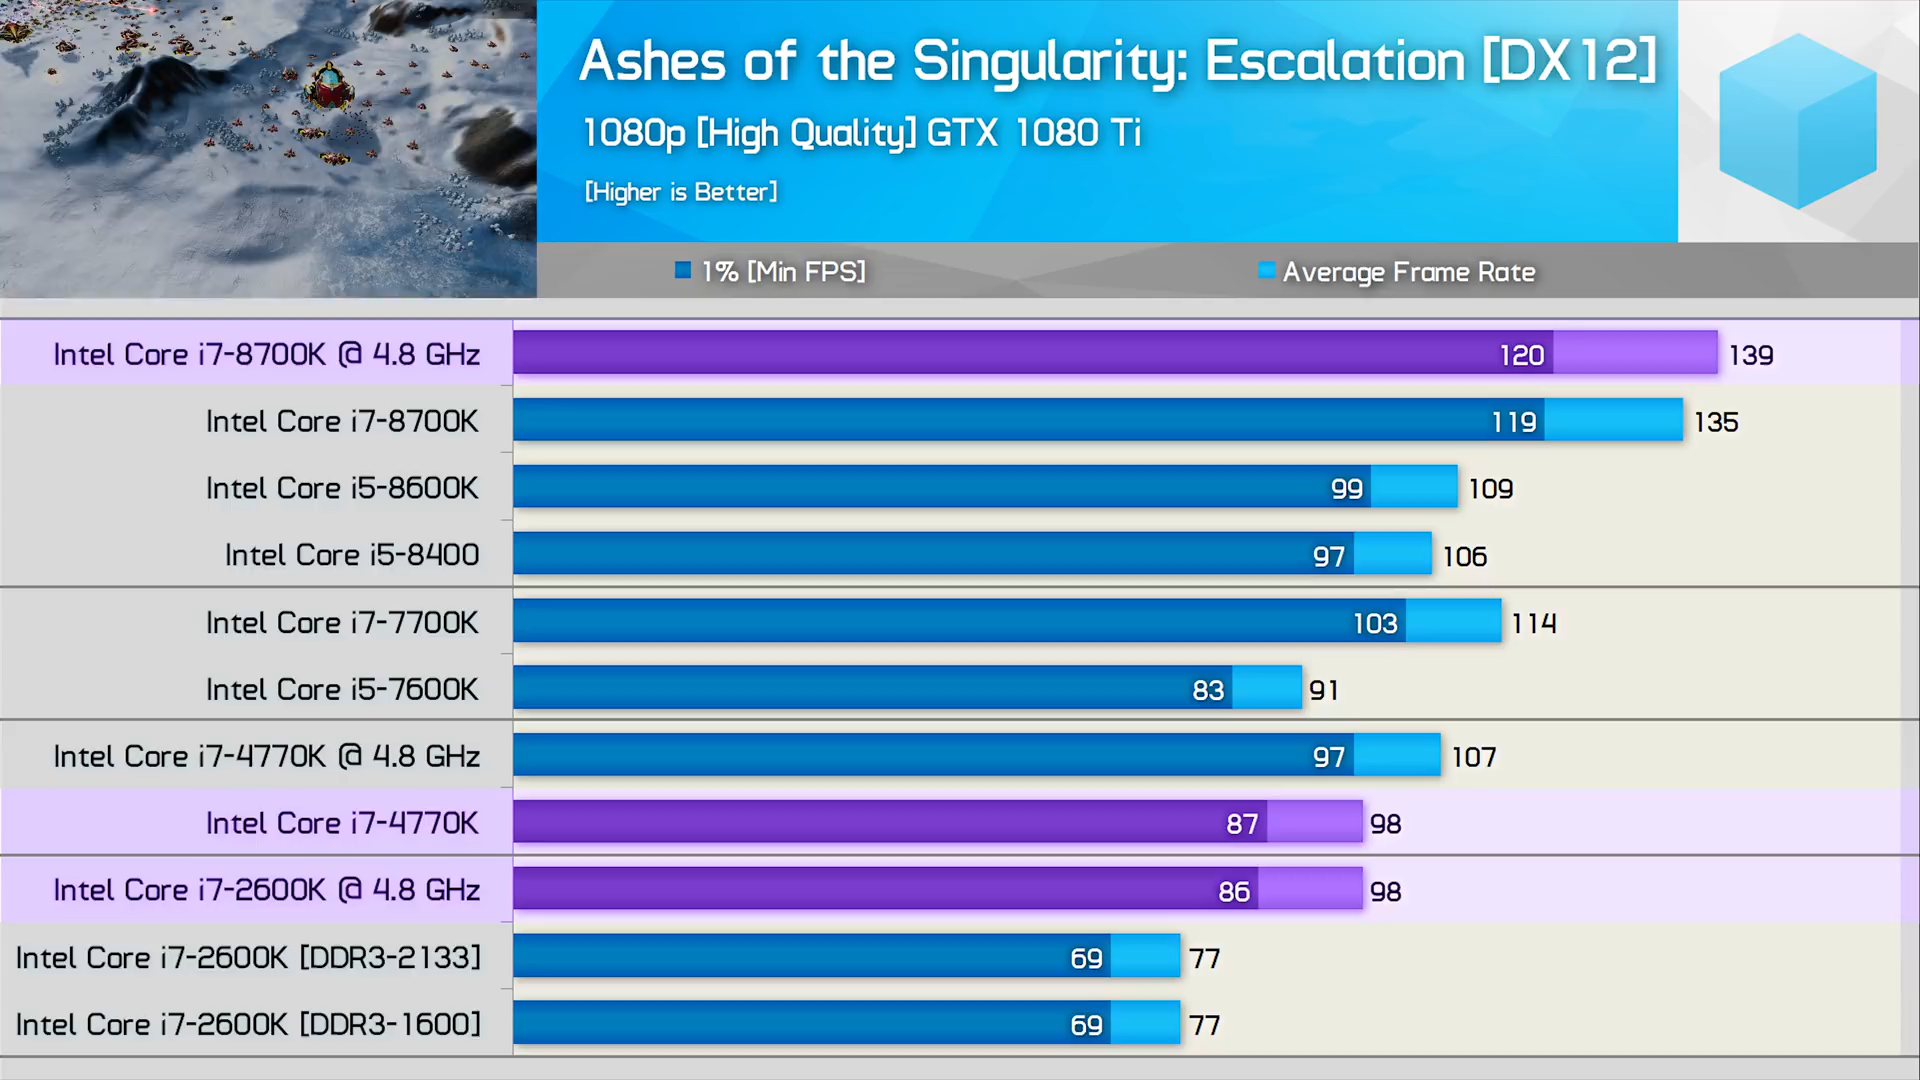 Ashes of the Singularity: Escalation [DX12]
1080p [High Quality] GTX 1080 Ti
[Higher is Better]
1% [Min FPS] Average Frame Rate
Intel Core i7-8700K @ 4.8 GHz 120 139
Intel Core i7-8700K 119 135
Intel Core i5-8600K 99 109
Intel Core i5-8400 97 106
Intel Core i7-7700K 103 114
Intel Core i5-7600K 83 91
Intel Core i7-4770K @ 4.8 GHz 97 107
Intel Core i7-4770K 87 98
Intel Core i7-2600K @ 4.8 GHz 86 98
Intel Core i7-2600K [DDR3-2133] 69 77
Intel Core i7-2600K [DDR3-1600] 69 77